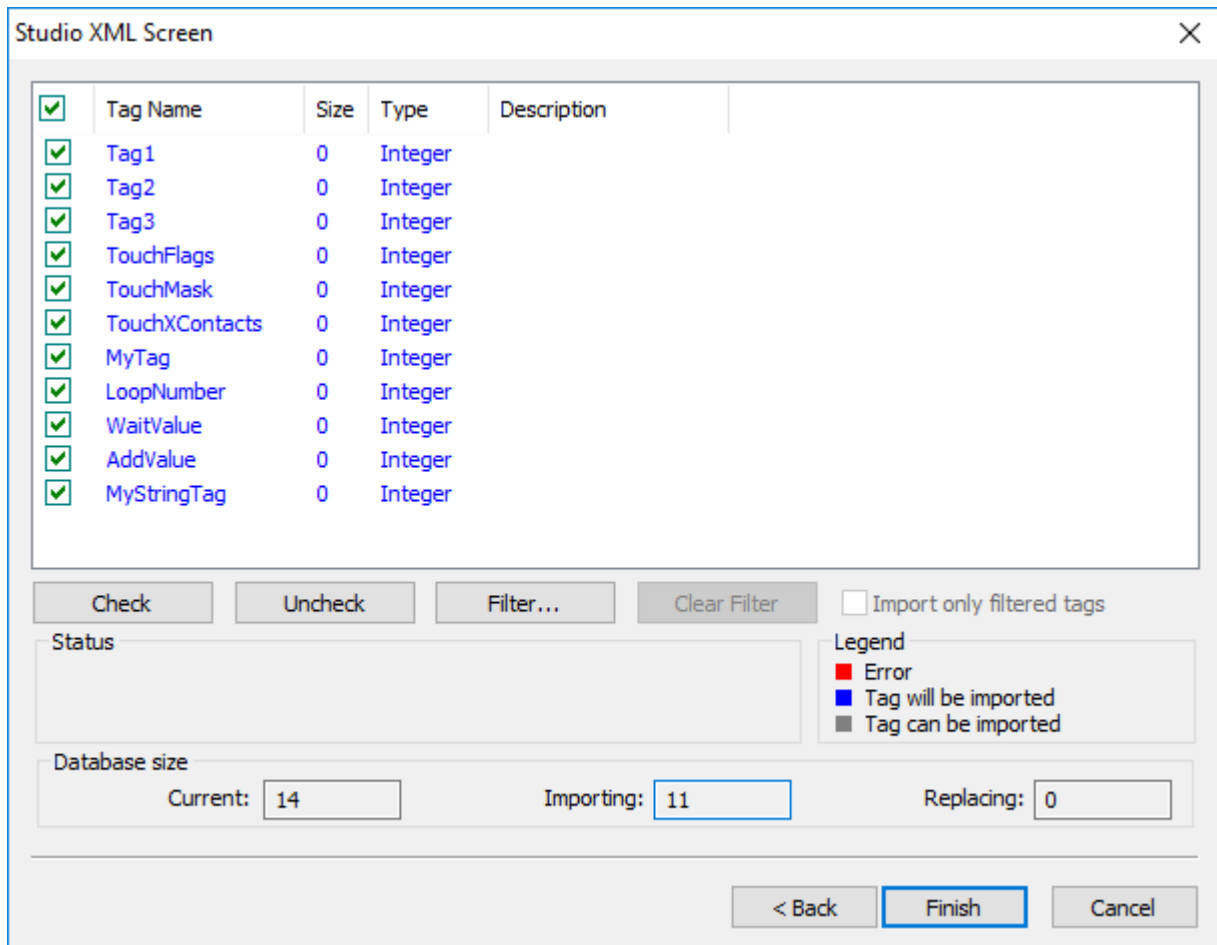 Studio XML Screen
Tag Name Size Type Description
Tag1 0 Integer
Tag2 0 Integer
Tag3 0 Integer
TouchFlags 0 Integer
TouchMask 0 Integer
TouchXContacts 0 Integer
MyTag 0 Integer
LoopNumber 0 Integer
WaitValue 0 Integer
AddValue 0 Integer
MyStringTag 0 Integer
Check Uncheck Filter... Clear Filter Import only filtered tags
Status Legend
Error
Tag will be imported
Tag can be imported
Database size
Current: 14 Importing: 11 Replacing: 0
< Back Finish Cancel